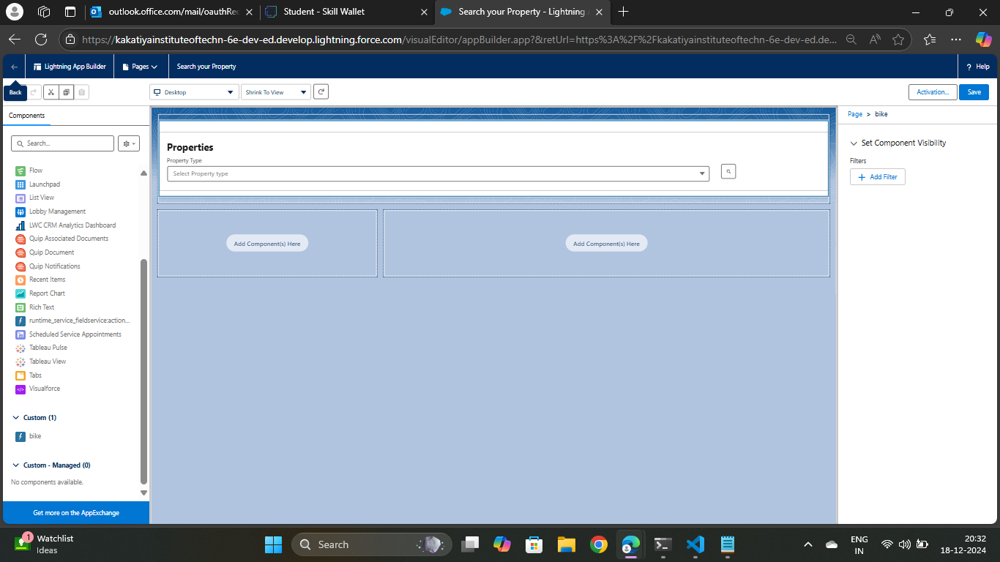 outlook.office.com/mail/oauthRed
Student - Skill Wallet
Search your Property - Lightning A
https://kakatiyainstituteoftechn-6e-dev-ed.develop.lightning.force.com/visualEditor/appBuilder.app?&retUrl=https%3A%2F%2Fkakatiyainstituteoftechn-6e-dev-ed.de...
Lightning App Builder
Pages
Search your Property
? Help
Back
Desktop
Shrink To View
Activation...
Save
Components
Search...
Flow
Launchpad
List View
Lobby Management
LWC CRM Analytics Dashboard
Quip Associated Documents
Quip Document
Quip Notifications
Recent Items
Report Chart
Rich Text
runtime_service_fieldservice:action...
Scheduled Service Appointments
Tableau Pulse
Tableau View
Tabs
Visualforce
Custom (1)
bike
Custom - Managed (0)
No components available.
Get more on the AppExchange
Properties
Property Type
Select Property type
Add Component(s) Here
Add Component(s) Here
Page > bike
Set Component Visibility
Filters
Add Filter
1
Watchlist
Ideas
Search
ENG
IN
20:32
18-12-2024